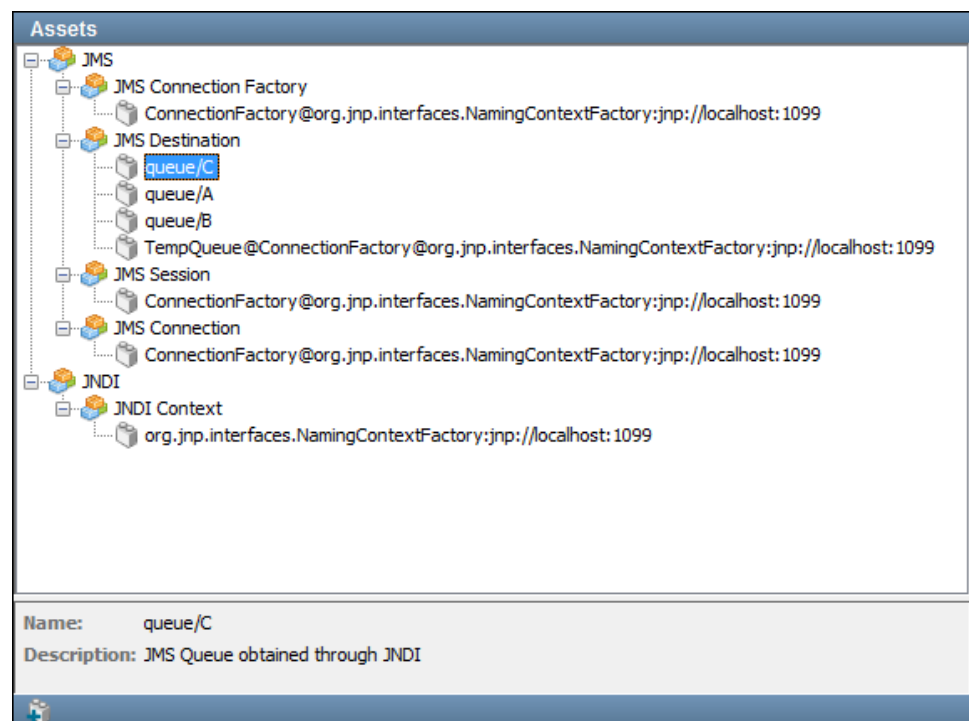 Assets
JMS
JMS Connection Factory
ConnectionFactory@org.jnp.interfaces.NamingContextFactory:jnp://localhost:1099
JMS Destination
queue/C
queue/A
queue/B
TempQueue@ConnectionFactory@org.jnp.interfaces.NamingContextFactory:jnp://localhost:1099
JMS Session
ConnectionFactory@org.jnp.interfaces.NamingContextFactory:jnp://localhost:1099
JMS Connection
ConnectionFactory@org.jnp.interfaces.NamingContextFactory:jnp://localhost:1099
JNDI
JNDI Context
org.jnp.interfaces.NamingContextFactory:jnp://localhost:1099
Name: queue/C
Description: JMS Queue obtained through JNDI